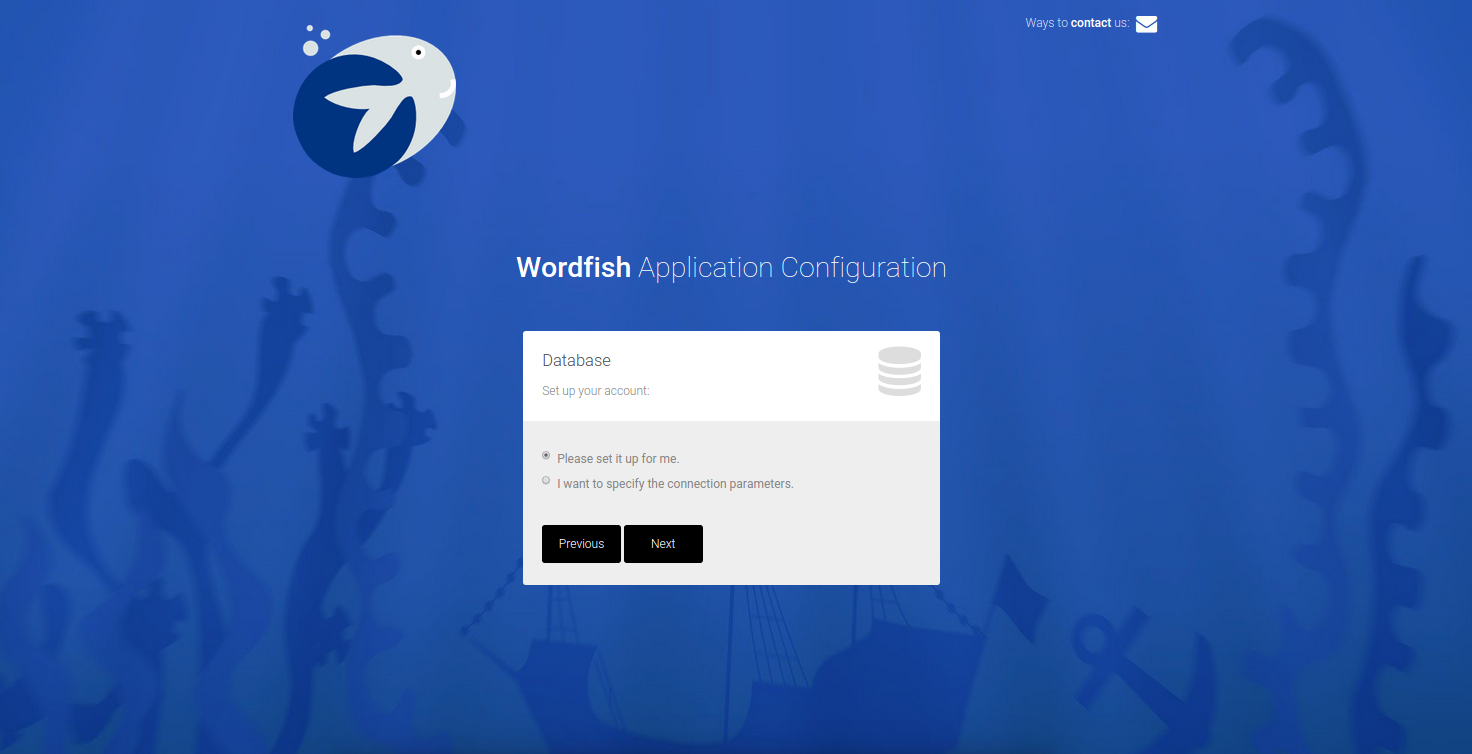 Ways to contact us:
Wordfish Application Configuration
Database
Set up your account:
Please set it up for me.
I want to specify the connection parameters.
Previous Next